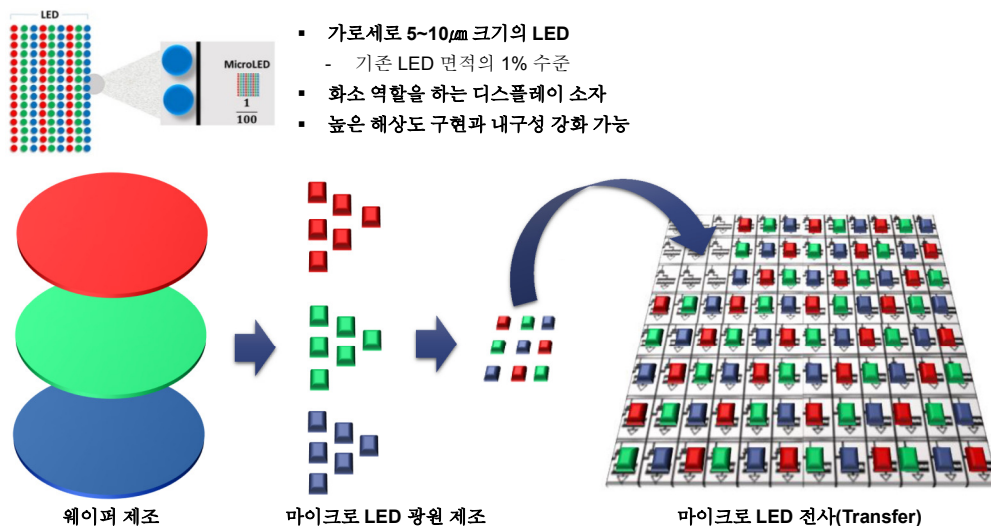 LED
MicroLED
1
100
▪ 가로세로 5~10㎛ 크기의 LED
- 기존 LED 면적의 1% 수준
▪ 화소 역할을 하는 디스플레이 소자
▪ 높은 해상도 구현과 내구성 강화 가능
웨이퍼 제조
마이크로 LED 광원 제조
마이크로 LED 전사(Transfer)